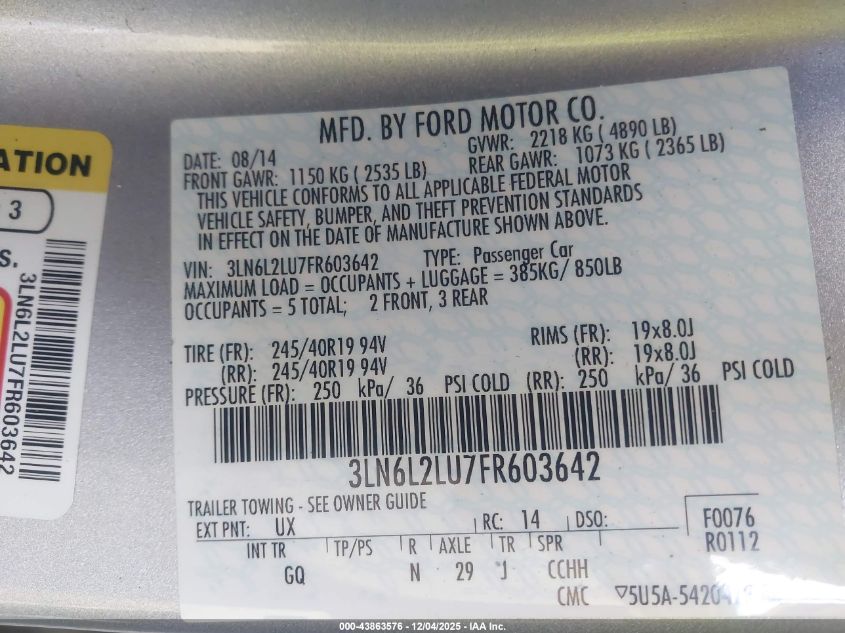 ATION
3
S.
3LN6L2LU7FR603642
MFD. BY FORD MOTOR CO.
DATE: 08/14 GVWR: 2218 KG ( 4890 LB)
FRONT GAWR: 1150 KG ( 2535 LB) REAR GAWR: 1073 KG ( 2365 LB)
THIS VEHICLE CONFORMS TO ALL APPLICABLE FEDERAL MOTOR
VEHICLE SAFETY, BUMPER, AND THEFT PREVENTION STANDARDS
IN EFFECT ON THE DATE OF MANUFACTURE SHOWN ABOVE.
VIN: 3LN6L2LU7FR603642 TYPE: Passenger Car
MAXIMUM LOAD = OCCUPANTS + LUGGAGE = 385KG/ 850LB
OCCUPANTS = 5 TOTAL; 2 FRONT, 3 REAR
TIRE (FR): 245/40R19 94V RIMS (FR): 19x8.0J
(RR): 245/40R19 94V (RR): 19x8.0J
PRESSURE (FR): 250 kPa/ 36 PSI COLD (RR): 250 kPa/ 36 PSI COLD
3LN6L2LU7FR603642
TRAILER TOWING - SEE OWNER GUIDE
EXT PNT: UX RC: 14 DSO: F0076
R0112
INT TR TP/PS R AXLE TR SPR
GQ N 29 J CCHH
CMC ▽5U5A-54204
000-43863576 - 12/04/2025 - IAA Inc.